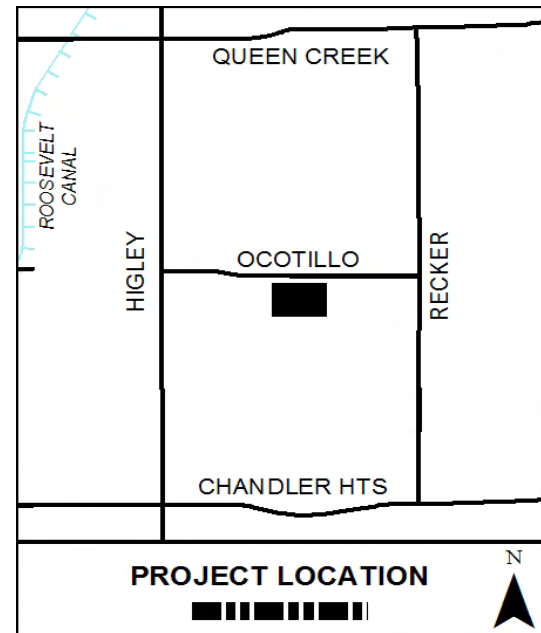 QUEEN CREEK
ROOSEVELT
CANAL
HIGLEY
OCOTILLO
RECKER
CHANDLER HTS
PROJECT LOCATION
N